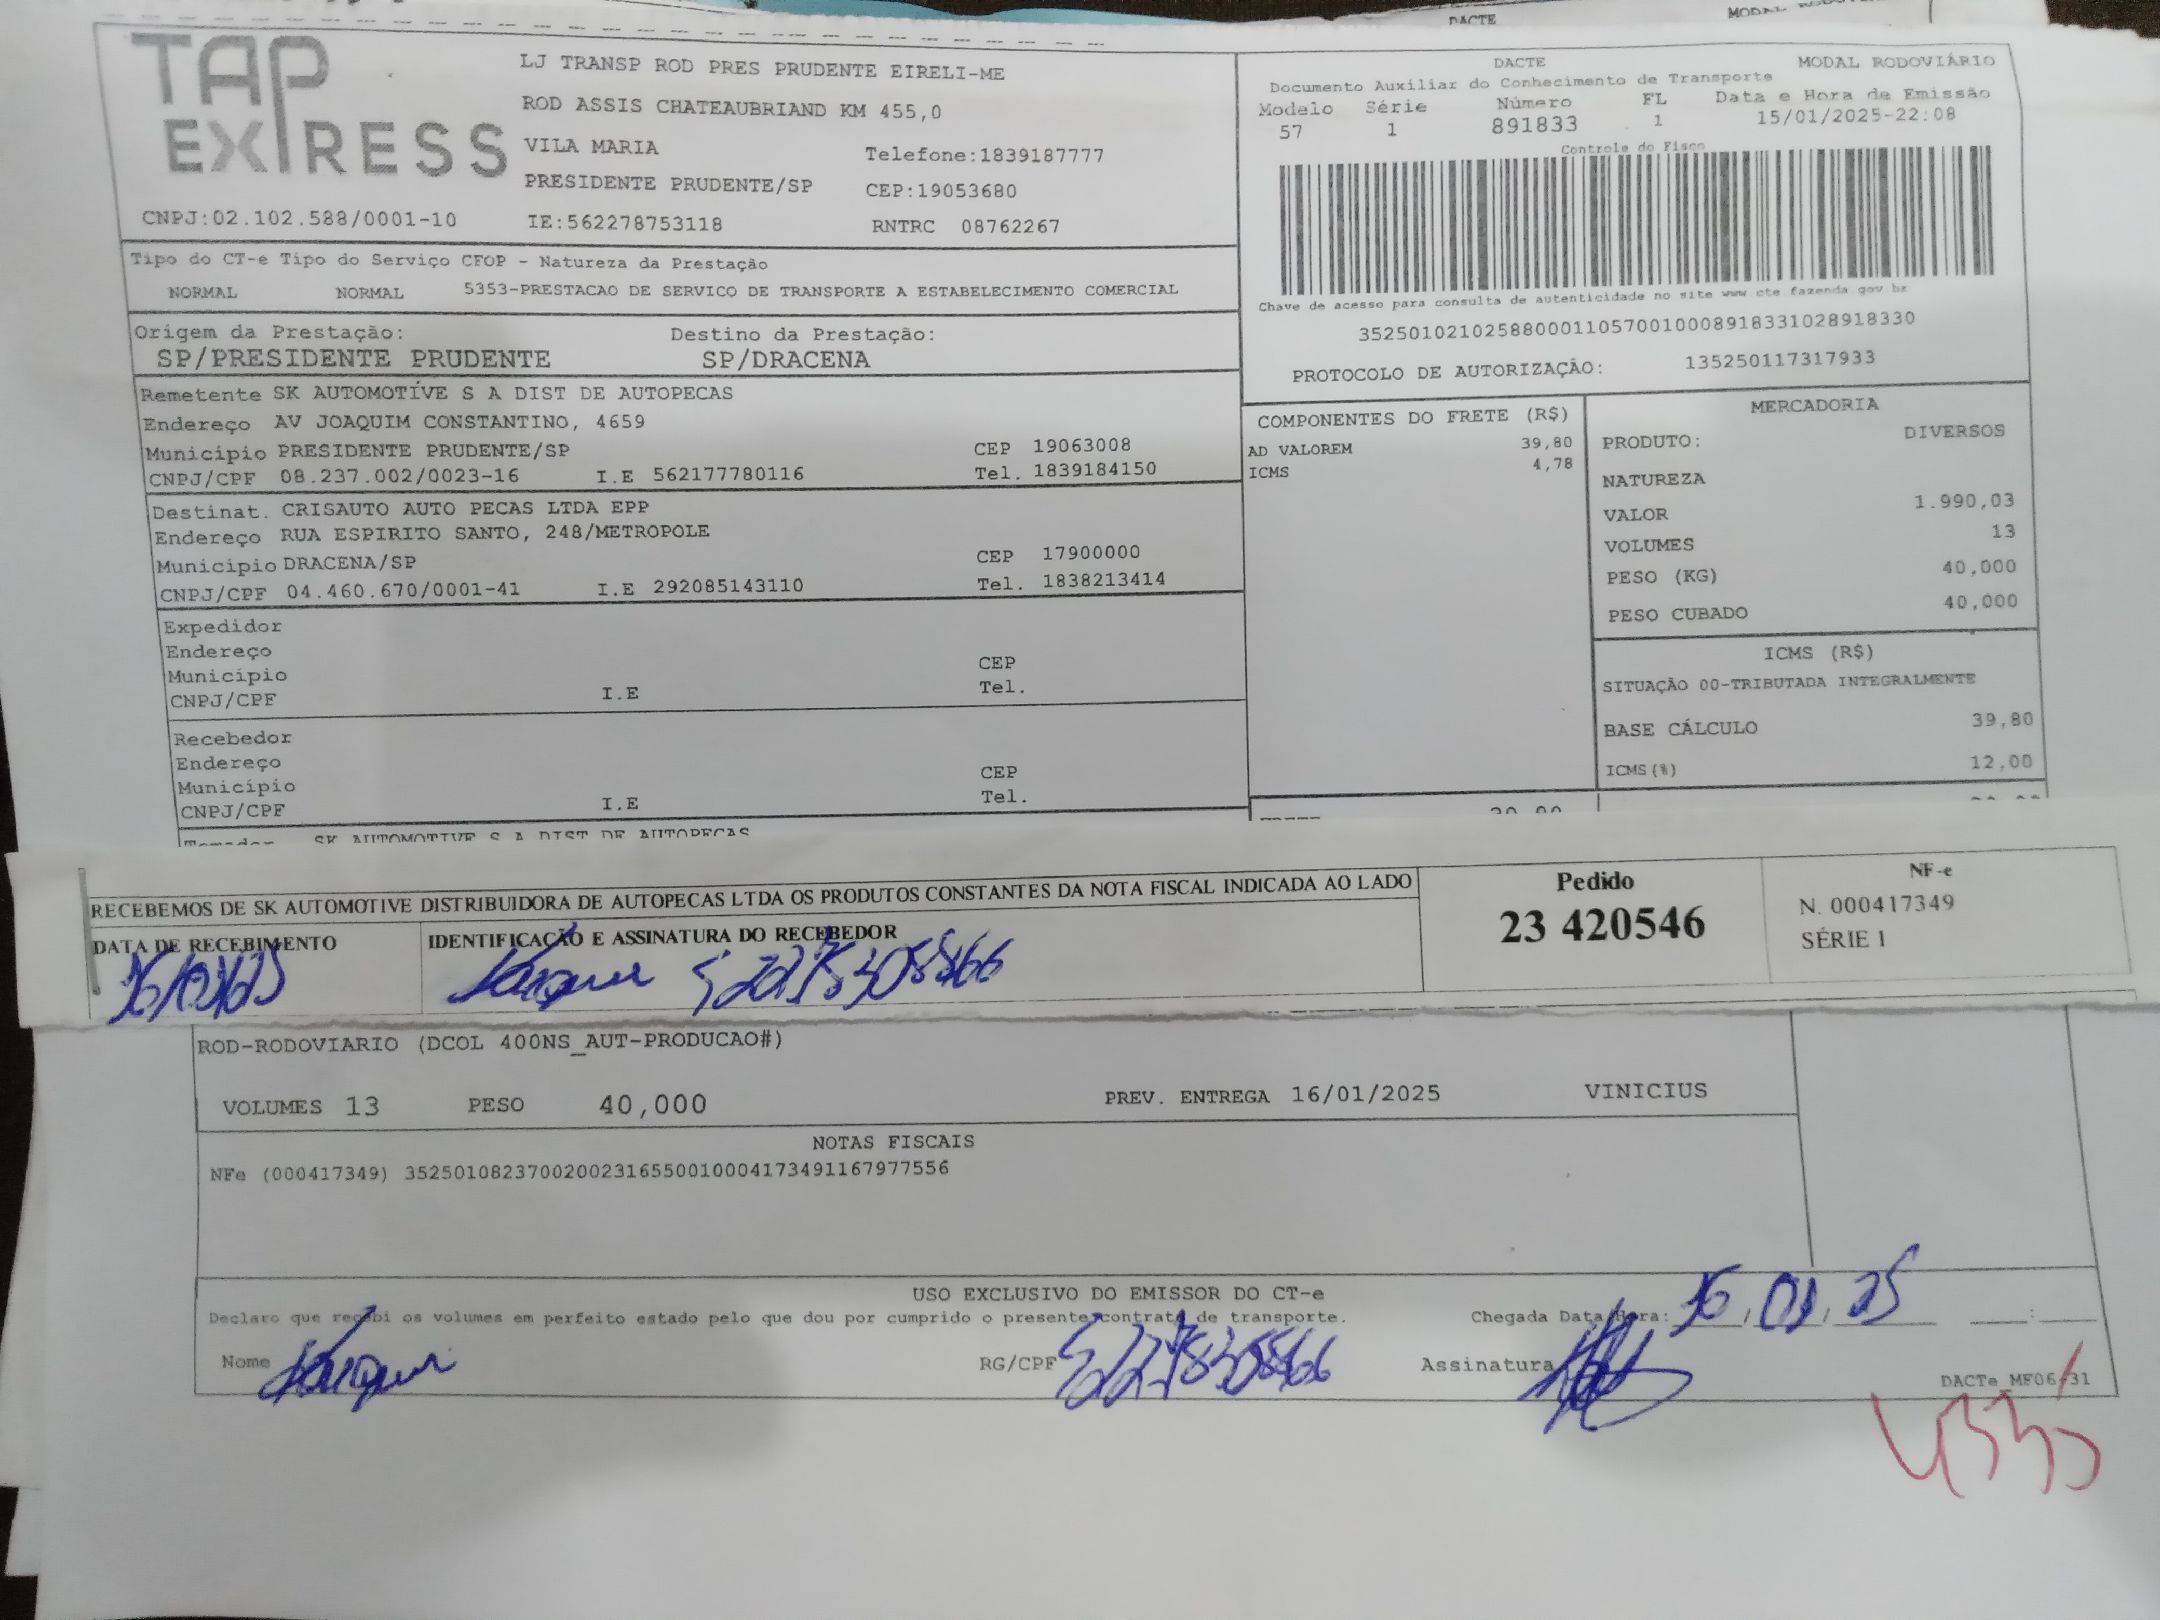 DACTE
TAP EXPRESS
LJ TRANSP ROD PRES PRUDENTE EIRELI-ME
ROD ASSIS CHATEAUBRIAND KM 455,0
VILA MARIA Telefone:1839187777
PRESIDENTE PRUDENTE/SP CEP:19053680
CNPJ:02.102.588/0001-10 IE:562278753118 RNTRC 08762267
DACTE MODAL RODOVIÁRIO
Documento Auxiliar do Conhecimento de Transporte
Modelo Série Número FL Data e Hora de Emissão
57 1 891833 1 15/01/2025-22:08
Controle do Fisco
Chave de acesso para consulta de autenticidade no site www cte fazenda gov br
35250102102588000110570010008918331028918330
PROTOCOLO DE AUTORIZAÇÃO: 135250117317933
Tipo do CT-e Tipo do Serviço CFOP - Natureza da Prestação
NORMAL NORMAL 5353-PRESTACAO DE SERVICO DE TRANSPORTE A ESTABELECIMENTO COMERCIAL
Origem da Prestação: Destino da Prestação:
SP/PRESIDENTE PRUDENTE SP/DRACENA
Remetente SK AUTOMOTIVE S A DIST DE AUTOPECAS
Endereço AV JOAQUIM CONSTANTINO, 4659
Município PRESIDENTE PRUDENTE/SP CEP 19063008
CNPJ/CPF 08.237.002/0023-16 I.E 562177780116 Tel. 1839184150
Destinat. CRISAUTO AUTO PECAS LTDA EPP
Endereço RUA ESPIRITO SANTO, 248/METROPOLE
Município DRACENA/SP CEP 17900000
CNPJ/CPF 04.460.670/0001-41 I.E 292085143110 Tel. 1838213414
Expedidor
Endereço
Município CEP
CNPJ/CPF I.E Tel.
Recebedor
Endereço
Município CEP
CNPJ/CPF I.E Tel.
Tomador SK AUTOMOTIVE S A DIST DE AUTOPECAS
COMPONENTES DO FRETE (R$)
AD VALOREM 39,80
ICMS 4,78
MERCADORIA
PRODUTO: DIVERSOS
NATUREZA
VALOR 1.990,03
VOLUMES 13
PESO (KG) 40,000
PESO CUBADO 40,000
ICMS (R$)
SITUAÇÃO 00-TRIBUTADA INTEGRALMENTE
BASE CÁLCULO 39,80
ICMS(%) 12,00
RECEBEMOS DE SK AUTOMOTIVE DISTRIBUIDORA DE AUTOPECAS LTDA OS PRODUTOS CONSTANTES DA NOTA FISCAL INDICADA AO LADO
DATA DE RECEBIMENTO IDENTIFICAÇÃO E ASSINATURA DO RECEBEDOR
16/01/25
Pedido
23 420546
NF-e
N. 000417349
SÉRIE 1
ROD-RODOVIARIO (DCOL 400NS_AUT-PRODUCAO#)
VOLUMES 13 PESO 40,000 PREV. ENTREGA 16/01/2025 VINICIUS
NOTAS FISCAIS
NFe (000417349) 35250108237002002316550010004173491167977556
USO EXCLUSIVO DO EMISSOR DO CT-e
Declaro que recebi os volumes em perfeito estado pelo que dou por cumprido o presente contrato de transporte. Chegada Data/Hora: 16/01/25 :
Nome RG/CPF Assinatura
DACTe_MF06/31